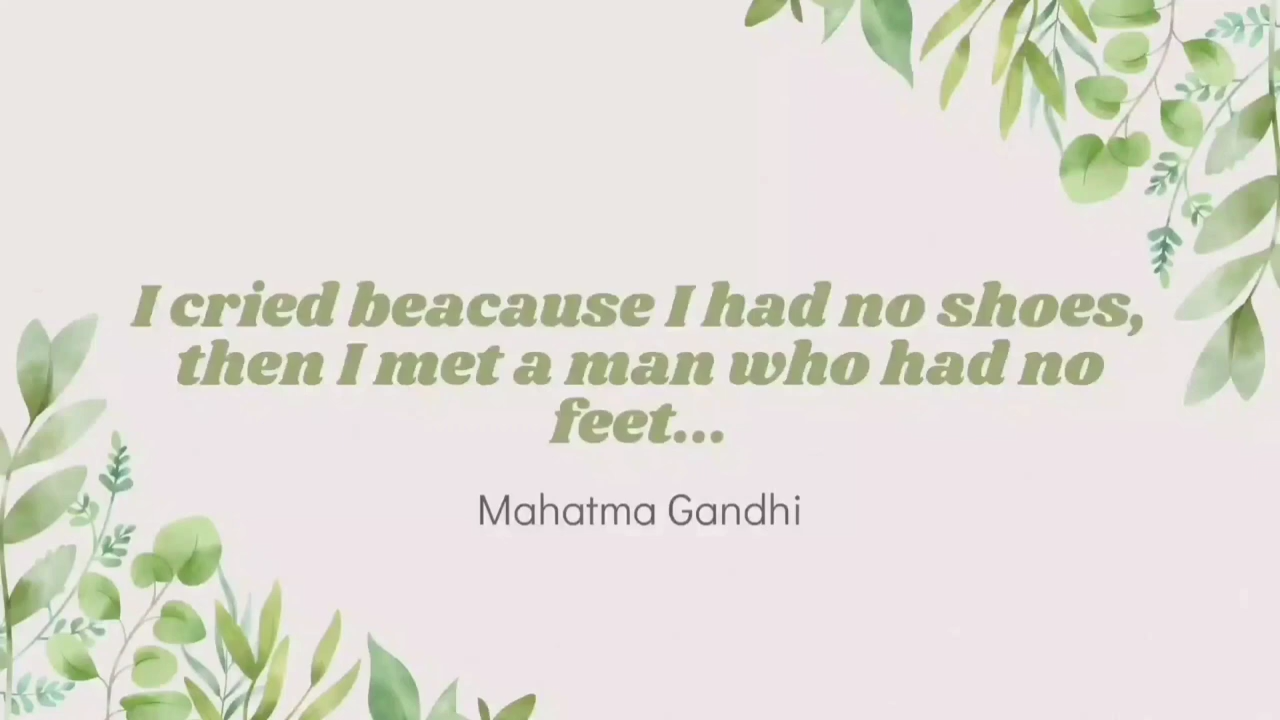 I cried beacause I had no shoes,
then I met a man who had no
feet...
Mahatma Gandhi